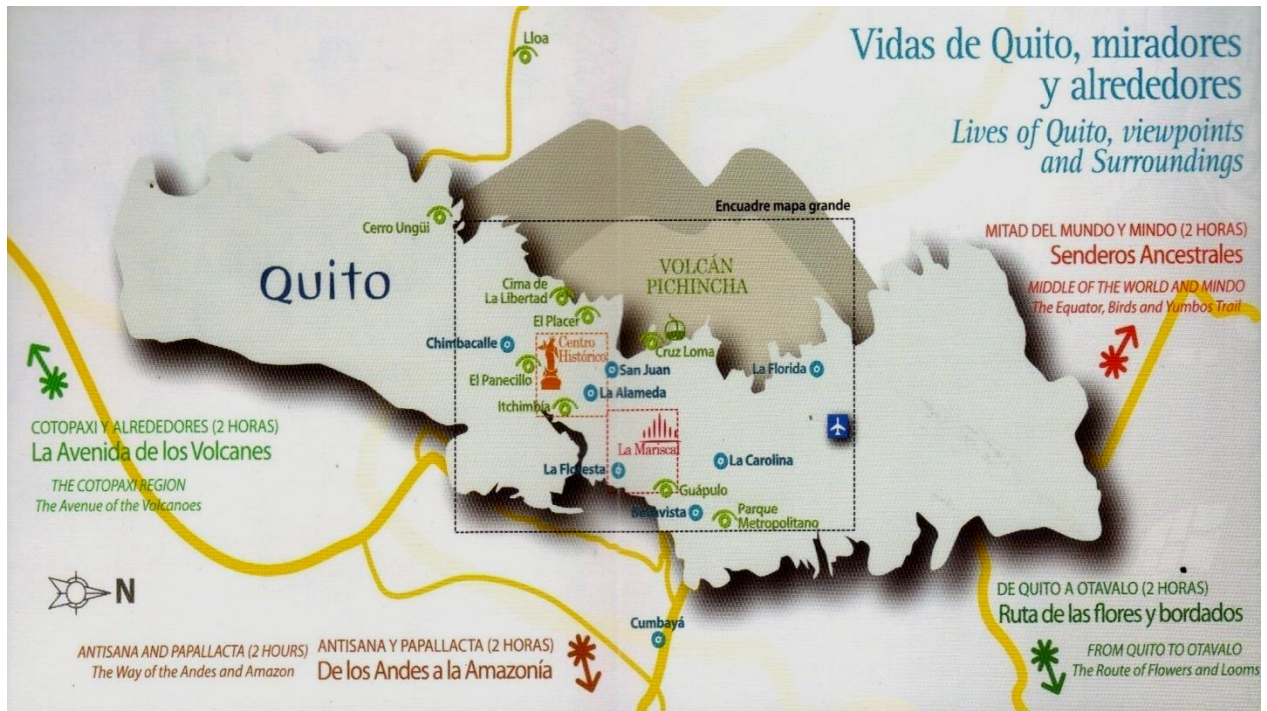 Vidas de Quito, miradores
y alrededores
Lives of Quito, viewpoints
and Surroundings
Lloa
Encuadre mapa grande
Cerro Ungüi
Quito
VOLCÁN
PICHINCHA
MITAD DEL MUNDO Y MINDO (2 HORAS)
Senderos Ancestrales
MIDDLE OF THE WORLD AND MINDO
The Equator, Birds and Yumbos Trail
Cima de
La Libertad
El Placer
Chimbacalle
Centro
Histórico
Cruz Loma
El Panecillo
San Juan
La Florida
La Alameda
Itchimbía
La Mariscal
La Floresta
La Carolina
Guápulo
Bellavista
Parque
Metropolitano
COTOPAXI Y ALREDEDORES (2 HORAS)
La Avenida de los Volcanes
THE COTOPAXI REGION
The Avenue of the Volcanoes
N
Cumbayá
ANTISANA AND PAPALLACTA (2 HOURS)
The Way of the Andes and Amazon
ANTISANA Y PAPALLACTA (2 HORAS)
De los Andes a la Amazonía
DE QUITO A OTAVALO (2 HORAS)
Ruta de las flores y bordados
FROM QUITO TO OTAVALO
The Route of Flowers and Looms